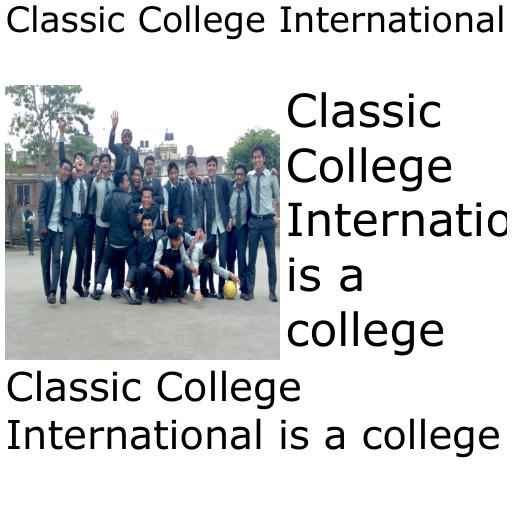 Classic College International
Classic
College
Internatio
is a
college
Classic College
International is a college